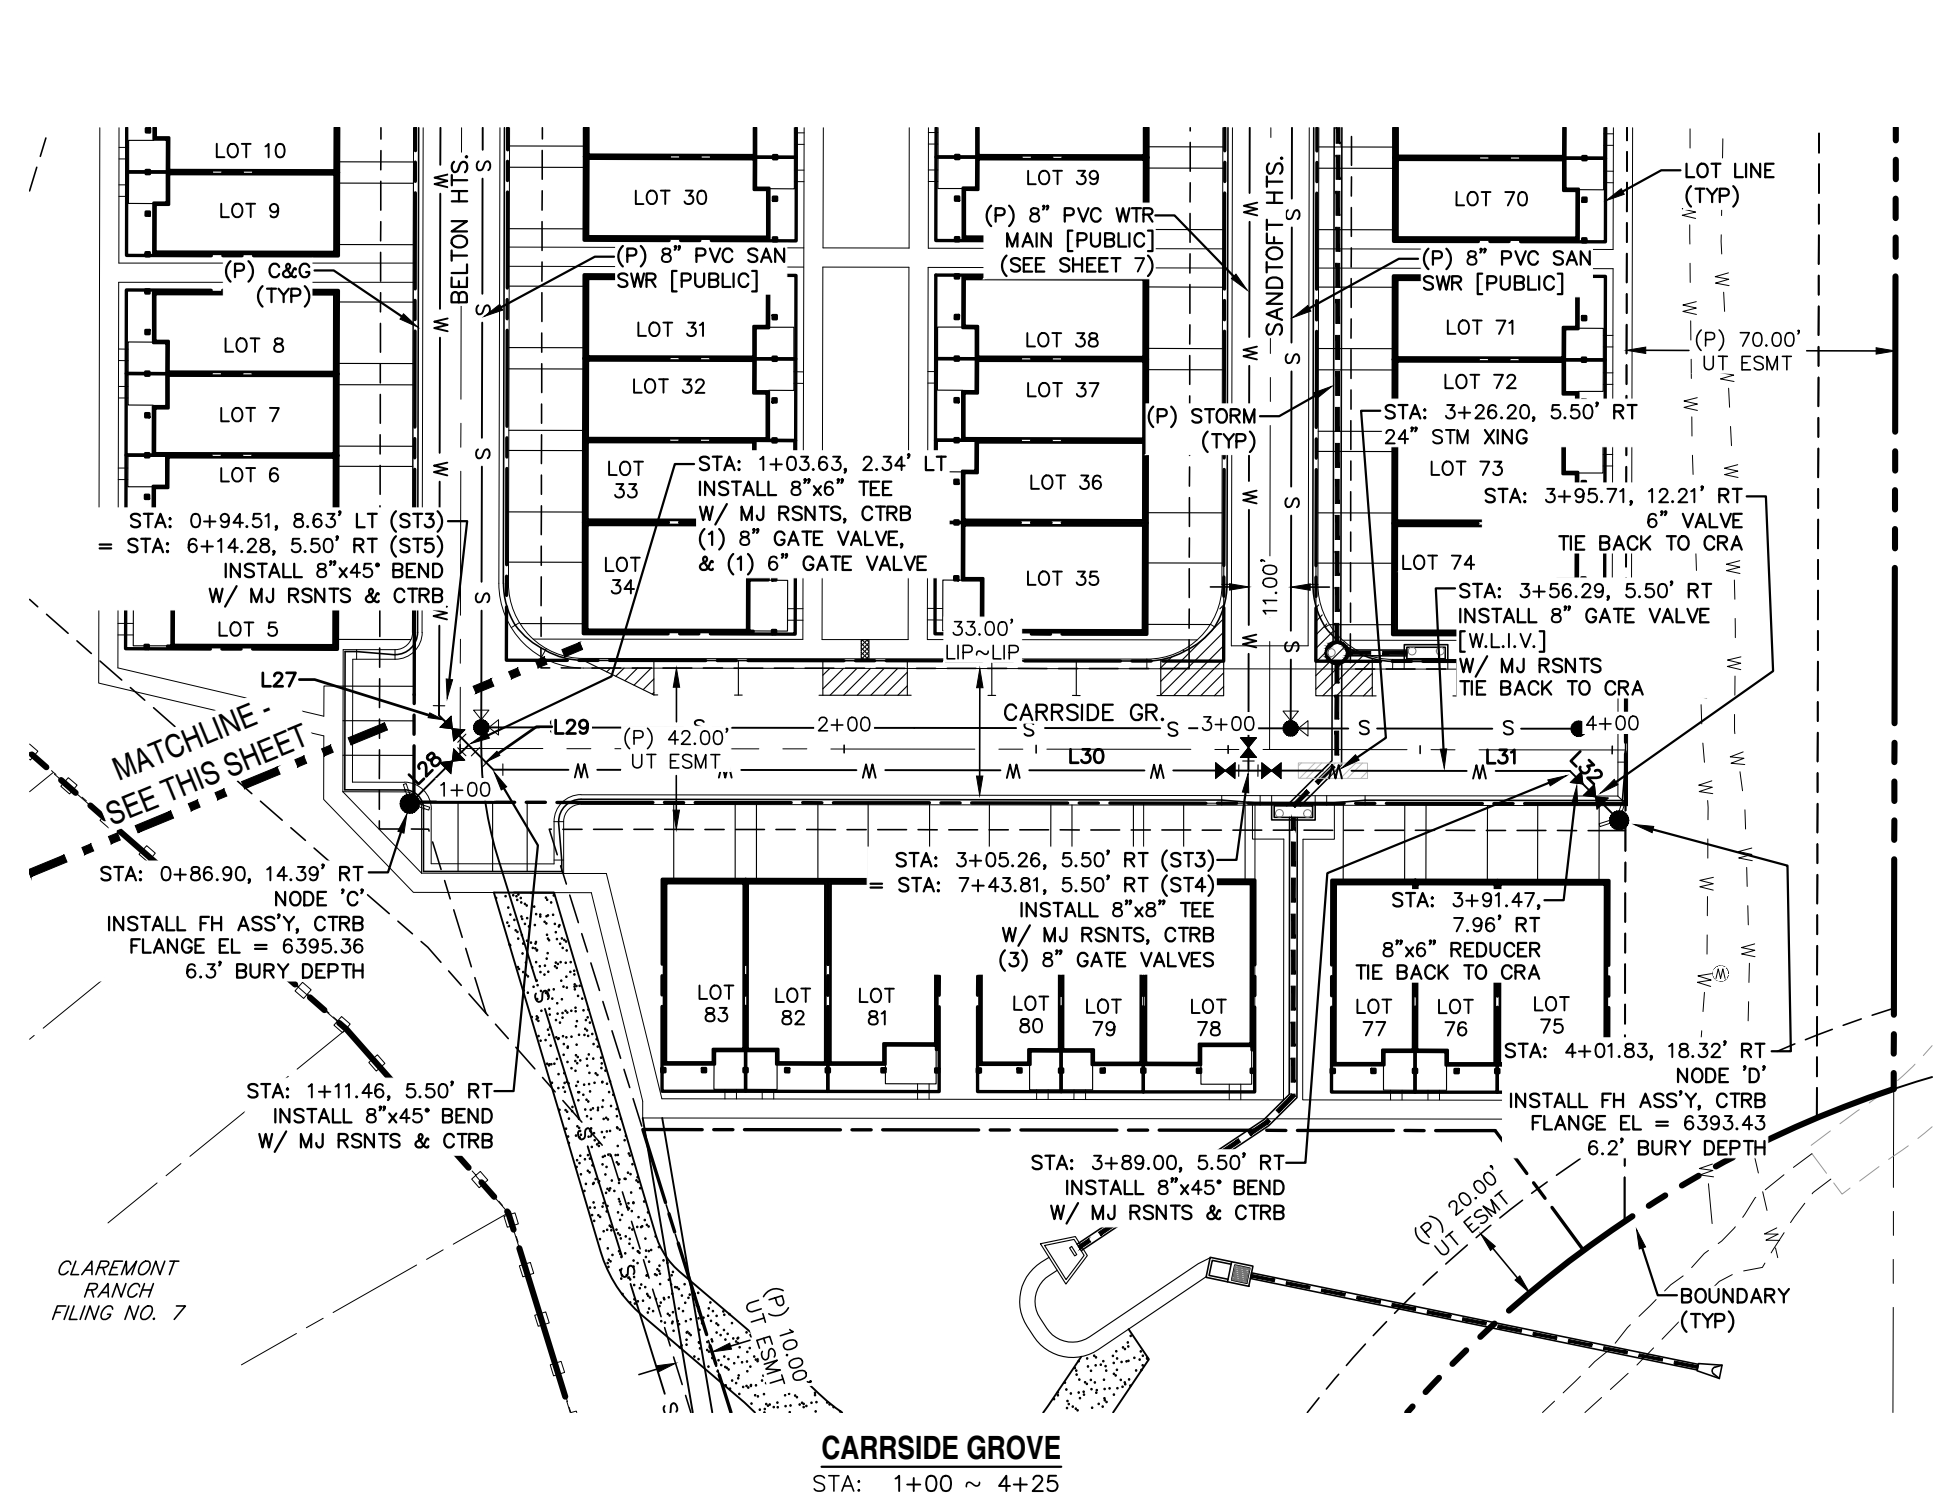 LOT 10
LOT 9
(P) C&G
(TYP)
LOT 8
LOT 7
LOT 6
STA: 0+94.51, 8.63' LT (ST3)
= STA: 6+14.28, 5.50' RT (ST5)
INSTALL 8"x45° BEND
W/ MJ RSNTS & CTRB
LOT 5
BELTON HTS.
W
W
W
W
S
S
S
S
LOT 30
(P) 8" PVC SAN
SWR [PUBLIC]
LOT 31
LOT 32
LOT
33
LOT
34
STA: 1+03.63, 2.34' LT
INSTALL 8"x6" TEE
W/ MJ RSNTS, CTRB
(1) 8" GATE VALVE,
& (1) 6" GATE VALVE
LOT 39
(P) 8" PVC WTR
MAIN [PUBLIC]
(SEE SHEET 7)
LOT 38
LOT 37
LOT 36
LOT 35
(P) STORM
(TYP)
SANDTOFT HTS.
W
W
W
W
W
S
S
S
S
S
11.00'
LOT 70
LOT LINE
(TYP)
(P) 8" PVC SAN
SWR [PUBLIC]
LOT 71
(P) 70.00'
UT ESMT
LOT 72
STA: 3+26.20, 5.50' RT
24" STM XING
LOT 73
STA: 3+95.71, 12.21' RT
6" VALVE
TIE BACK TO CRA
LOT 74
STA: 3+56.29, 5.50' RT
INSTALL 8" GATE VALVE
[W.L.I.V.]
W/ MJ RSNTS
TIE BACK TO CRA
33.00'
LIP~LIP
L27
L28
L29
L30
L31
L32
MATCHLINE -
SEE THIS SHEET
CARRSIDE GR.
1+00
2+00
3+00
4+00
S
S
S
S
S
(P) 42.00'
UT ESMT
W
W
W
W
W
W
W
STA: 0+86.90, 14.39' RT
NODE 'C'
INSTALL FH ASS'Y, CTRB
FLANGE EL = 6395.36
6.3' BURY DEPTH
STA: 3+05.26, 5.50' RT (ST3)
= STA: 7+43.81, 5.50' RT (ST4)
INSTALL 8"x8" TEE
W/ MJ RSNTS, CTRB
(3) 8" GATE VALVES
STA: 3+91.47,
7.96' RT
8"x6" REDUCER
TIE BACK TO CRA
LOT
83
LOT
82
LOT
81
LOT
80
LOT
79
LOT
78
LOT
77
LOT
76
LOT
75
STA: 4+01.83, 18.32' RT
NODE 'D'
INSTALL FH ASS'Y, CTRB
FLANGE EL = 6393.43
6.2' BURY DEPTH
STA: 1+11.46, 5.50' RT
INSTALL 8"x45° BEND
W/ MJ RSNTS & CTRB
STA: 3+89.00, 5.50' RT
INSTALL 8"x45° BEND
W/ MJ RSNTS & CTRB
(P) 20.00'
UT ESMT
BOUNDARY
(TYP)
CLAREMONT
RANCH
FILING NO. 7
S
S
S
S
S
(P) 10.00'
UT ESMT
CARRSIDE GROVE
STA: 1+00 ~ 4+25